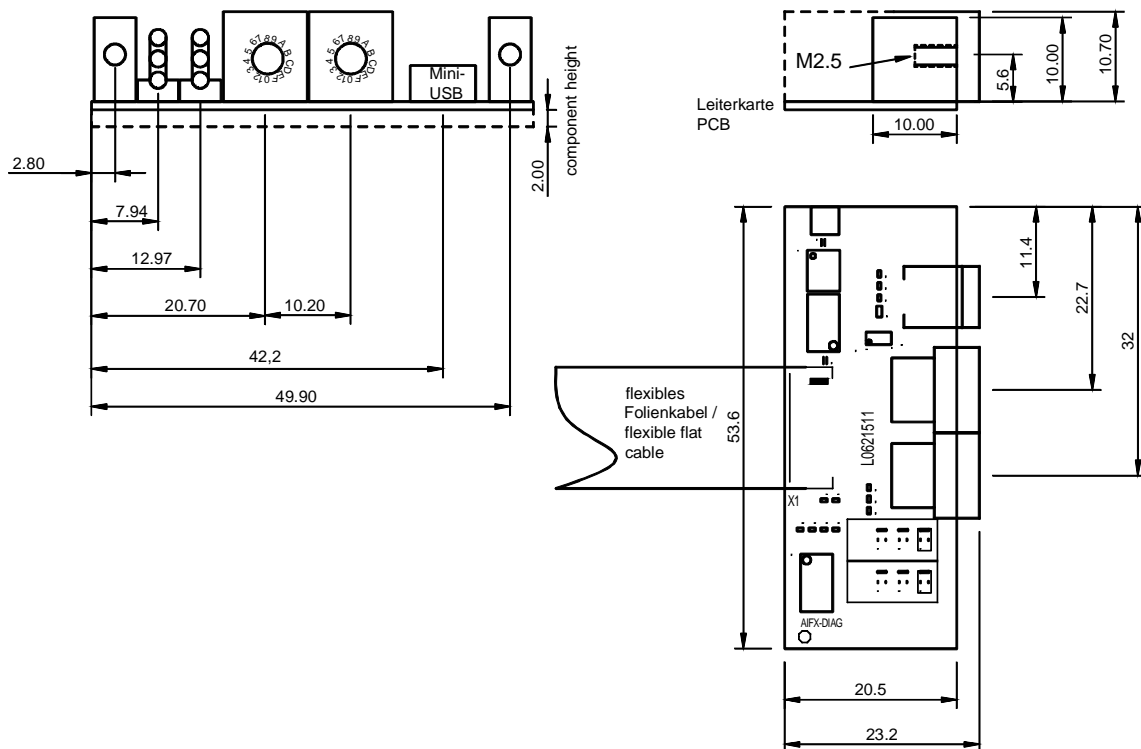 456789ABCDEF0123
456789ABCDEF0123
Mini-
USB
component height
2.00
2.80
7.94
12.97
20.70
10.20
42,2
49.90
M2.5
5.6
10.00
10.70
Leiterkarte
PCB
10.00
11.4
22.7
32
53.6
flexibles
Folienkabel /
flexible flat
cable
L0621511
X1
AIFX-DIAG
20.5
23.2